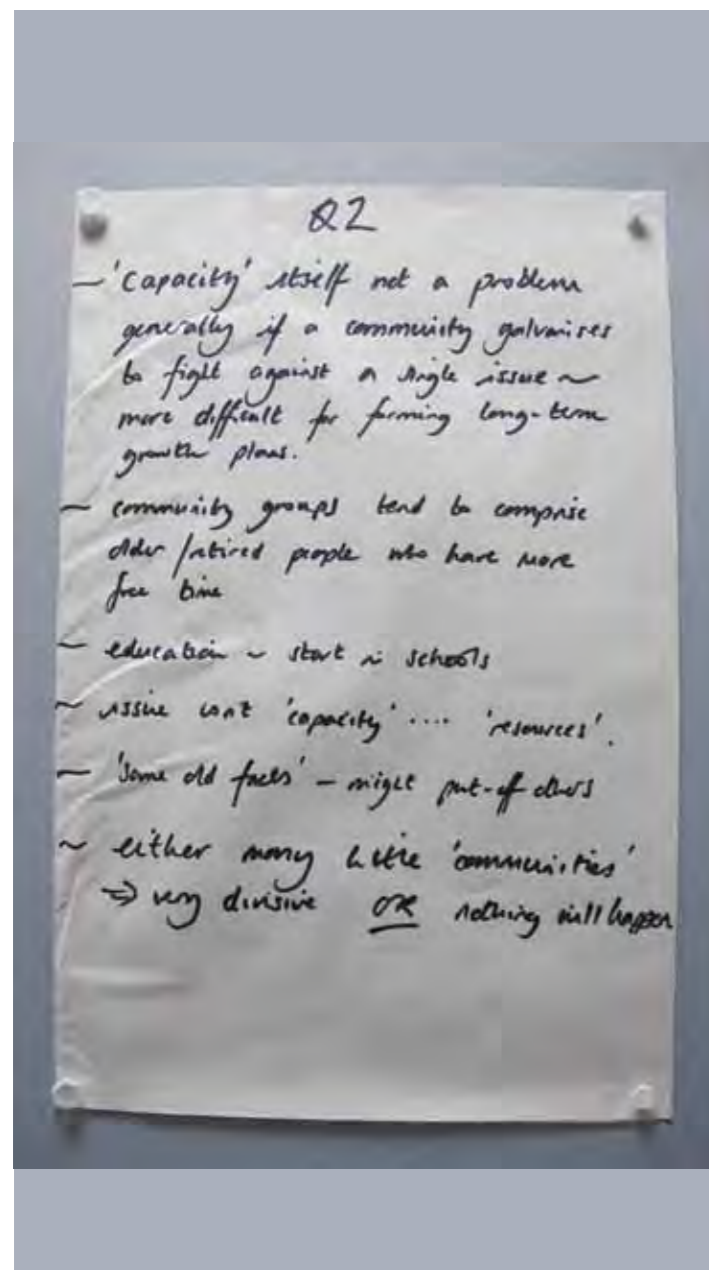 Q2
– 'capacity' itself not a problem
generally if a community galvanises
to fight against a single issue ~
more difficult for forming long-term
growth plans.
~ community groups tend to comprise
older/retired people who have more
free time
~ education ~ start in schools
~ issue isn't 'capacity' .... 'resources'.
~ 'same old faces' – might put-off others
~ either many little 'communities'
⇒ very divisive OR nothing will happen